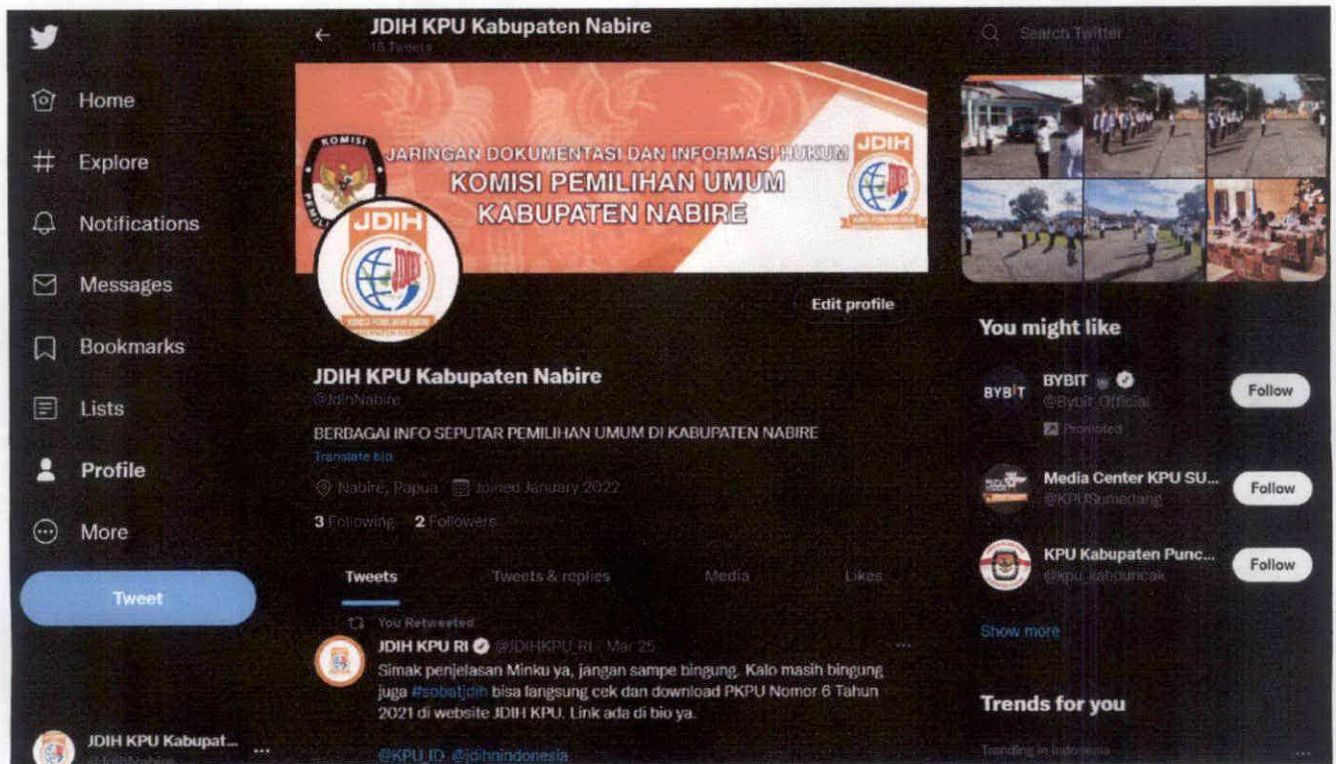 JDIH KPU Kabupaten Nabire
Search Twitter
Home
Explore
Notifications
Messages
Bookmarks
Lists
Profile
More
Tweet
KOMISI
JARINGAN DOKUMENTASI DAN INFORMASI HUKUM
KOMISI PEMILIHAN UMUM
KABUPATEN NABIRE
JDIH
JDIH
Edit profile
JDIH KPU Kabupaten Nabire
@JdihNabire
BERBAGAI INFO SEPUTAR PEMILIHAN UMUM DI KABUPATEN NABIRE
Translate bio
Nabire, Papua Joined January 2022
3 Following 2 Followers
Tweets Tweets & replies Media Likes
You Retweeted
JDIH KPU RI @JDIHKPU_RI · Mar 25
Simak penjelasan Minku ya, jangan sampe bingung. Kalo masih bingung
juga #sobatjdih bisa langsung cek dan download PKPU Nomor 6 Tahun
2021 di website JDIH KPU. Link ada di bio ya.
@KPU_ID @jdihnindonesia
JDIH KPU Kabupat...
You might like
BYBIT
BYBIT
@Bybit_Official
Promoted
Follow
Media Center KPU SU...
@KPUSumedang
Follow
KPU Kabupaten Punc...
@kpu_kabpuncak
Follow
Show more
Trends for you
Trending in Indonesia